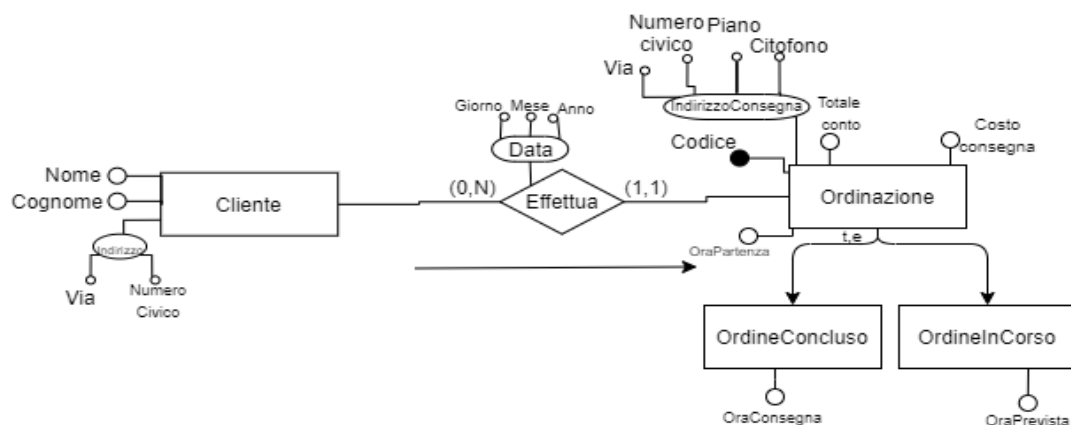 Numero
civico
Piano
Citofono
Via
IndirizzoConsegna
Giorno
Mese
Anno
Data
Totale
conto
Costo
consegna
Codice
Nome
Cognome
Cliente
(0,N)
Effettua
(1,1)
Ordinazione
Indirizzo
OraPartenza
t,e
Via
Numero
Civico
OrdineConcluso
OrdineInCorso
OraConsegna
OraPrevista